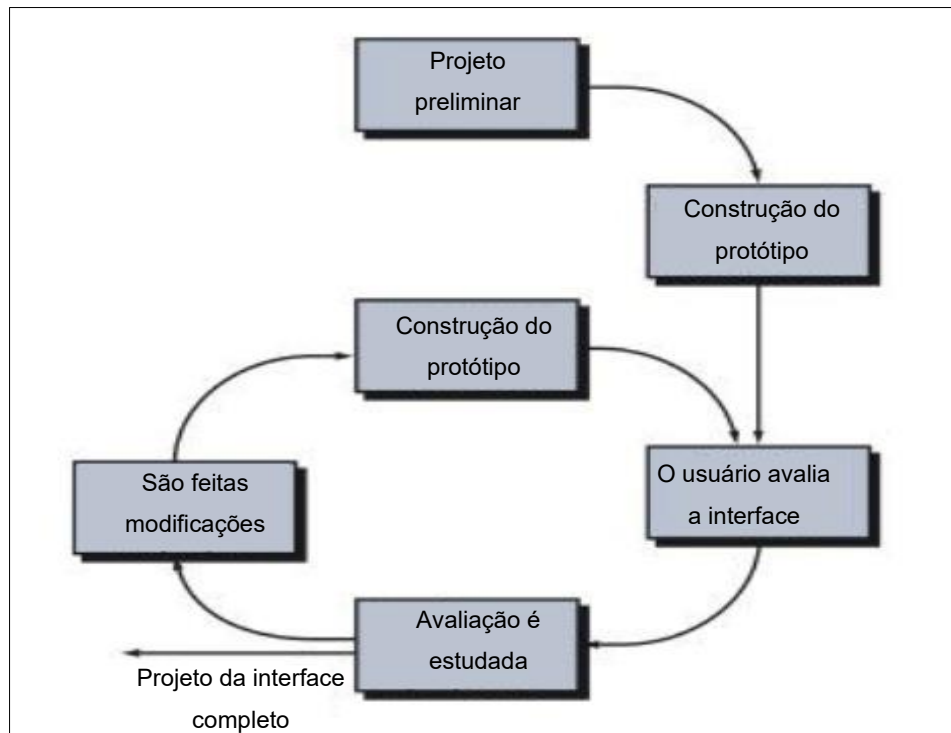 Projeto
preliminar
Construção do
protótipo
Construção do
protótipo
São feitas
modificações
O usuário avalia
a interface
Avaliação é
estudada
Projeto da interface
completo